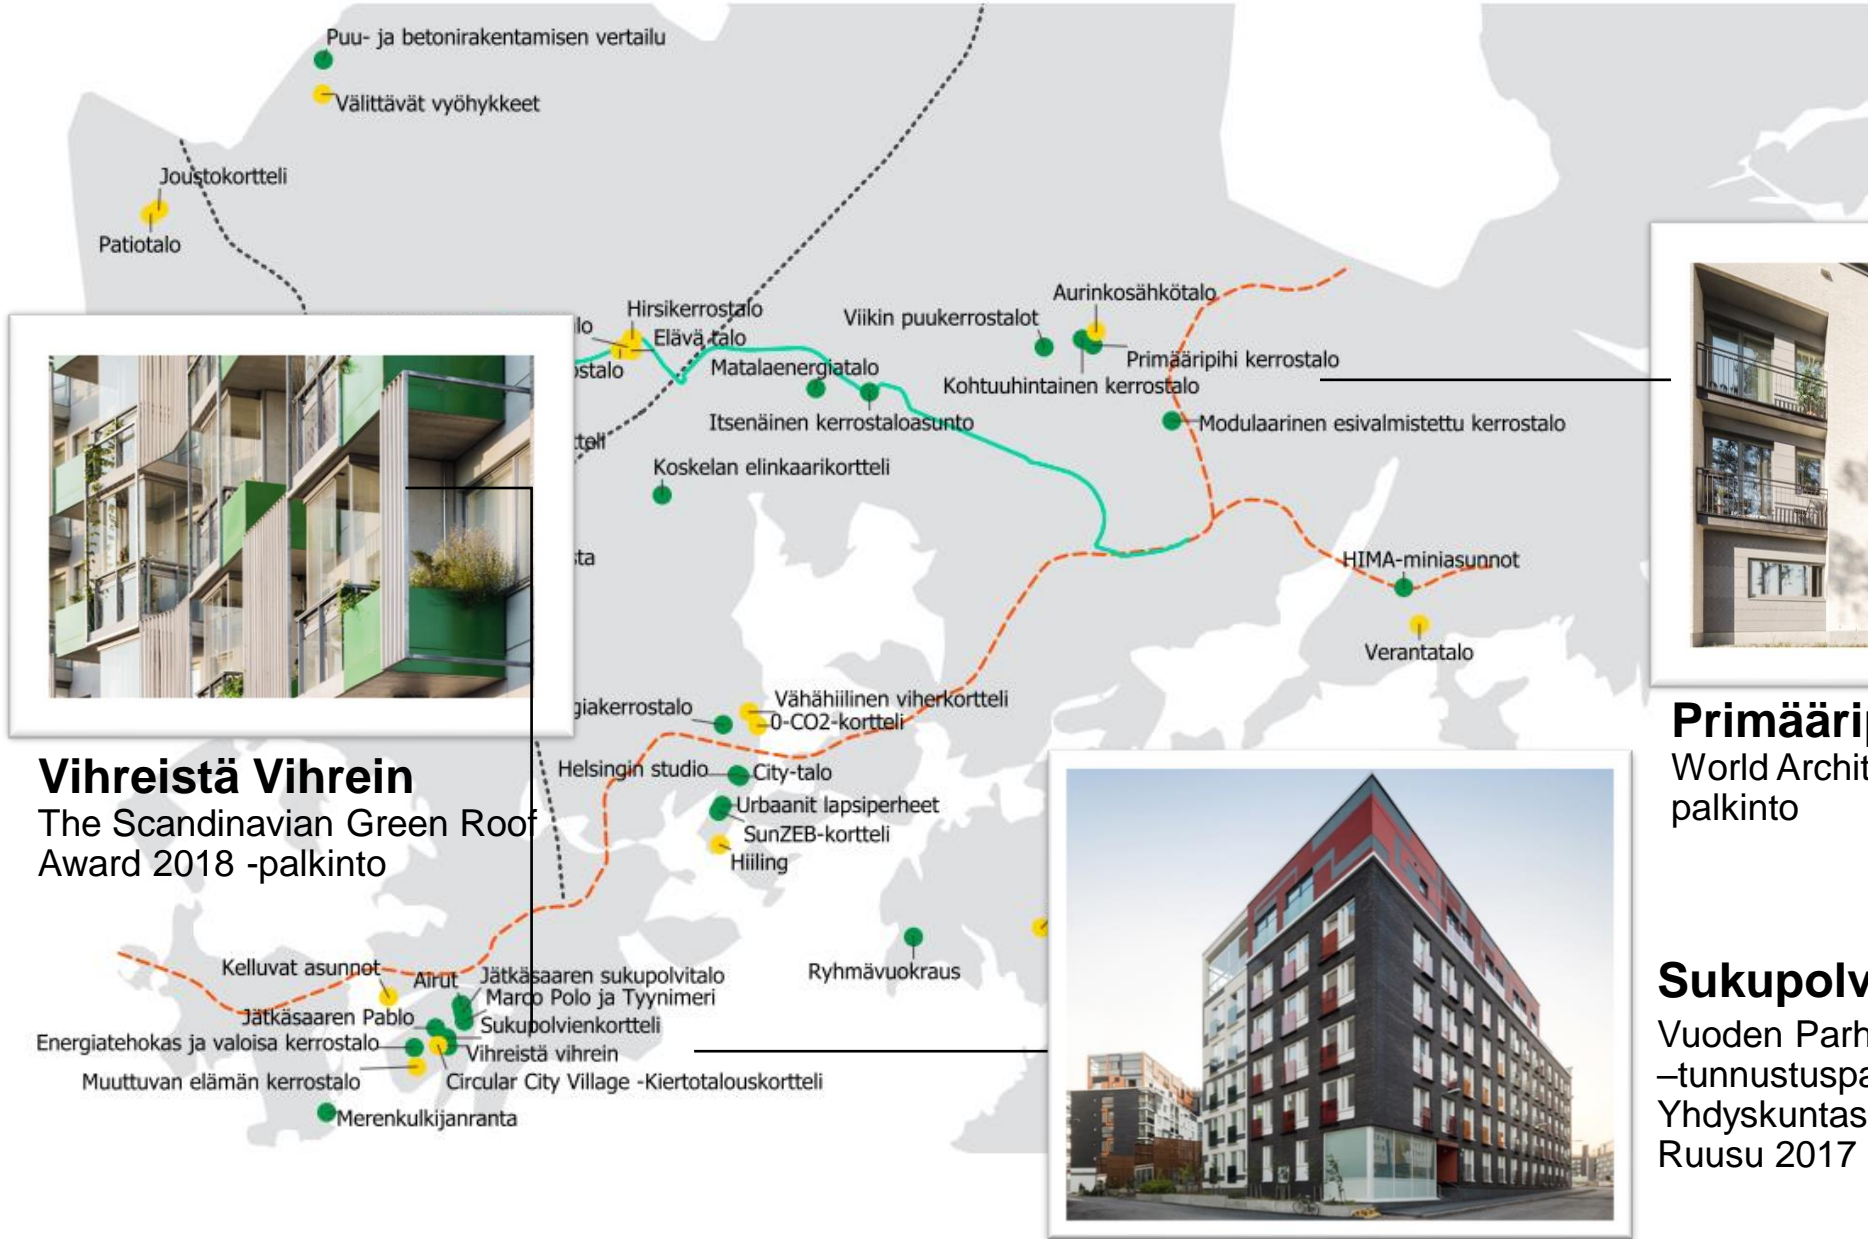 Puu- ja betonirakentamisen vertailu
Välittävät vyöhykkeet
Joustokortteli
Patiotalo
Hirsikerrostalo
Elävä talo
Matalaenergiatalo
Itsenäinen kerrostaloasunto
Koskelan elinkaarikortteli
Viikin puukerrostalot
Aurinkosähkötalo
Primääripihi kerrostalo
Kohtuuhintainen kerrostalo
Modulaarinen esivalmistettu kerrostalo
HIMA-miniasunnot
Verantatalo
Vähähiilinen viherkortteli
giakerrostalo
0-CO2-kortteli
Helsingin studio
City-talo
Urbaanit lapsiperheet
SunZEB-kortteli
Hiiling
Ryhmävuokraus
Kelluvat asunnot
Airut
Jätkäsaaren sukupolvitalo
Marco Polo ja Tyynimeri
Jätkäsaaren Pablo
Sukupolvienkortteli
Energiatehokas ja valoisa kerrostalo
Vihreistä vihrein
Muuttuvan elämän kerrostalo
Circular City Village -Kiertotalouskortteli
Merenkulkijanranta
Vihreistä Vihrein
The Scandinavian Green Roof
Award 2018 -palkinto
World Archit
palkinto
Sukupolv
Vuoden Parh
–tunnustuspa
Yhdyskuntas
Ruusu 2017